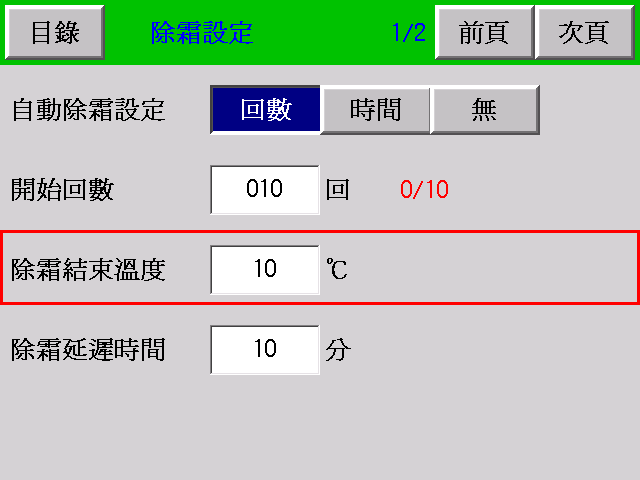 目錄 除霜設定 1/2 前頁 次頁
自動除霜設定 回數 時間 無
開始回數 010 回 0/10
除霜結束溫度 10 ℃
除霜延遲時間 10 分